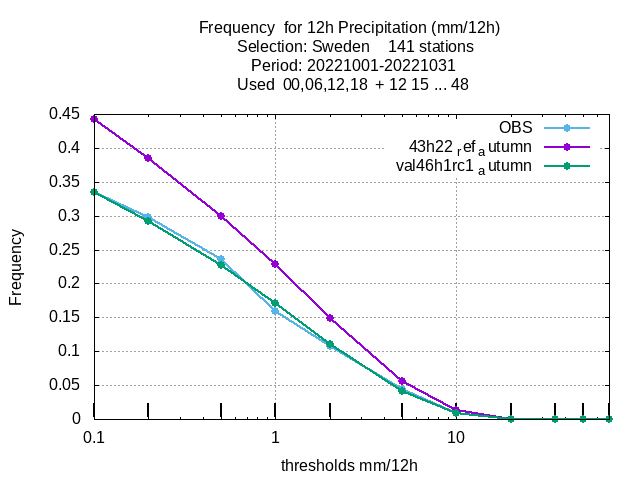 Frequency for 12h Precipitation (mm/12h)
Selection: Sweden 141 stations
Period: 20221001-20221031
Used 00,06,12,18 + 12 15 ... 48
OBS
43h22 ref a utumn
val46h1rc1 a utumn
0.45
0.4
0.35
0.3
0.25
0.2
0.15
0.1
0.05
0
Frequency
0.1 1 10
thresholds mm/12h